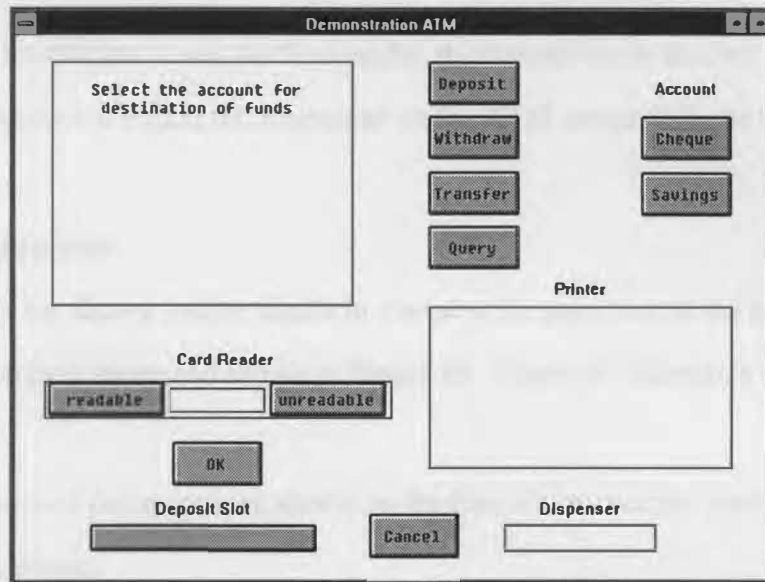 Demonstration ATM
Select the account for
destination of funds
Deposit
Withdraw
Transfer
Query
Account
Cheque
Savings
Printer
Card Reader
readable
unreadable
OK
Deposit Slot
Cancel
Dispenser